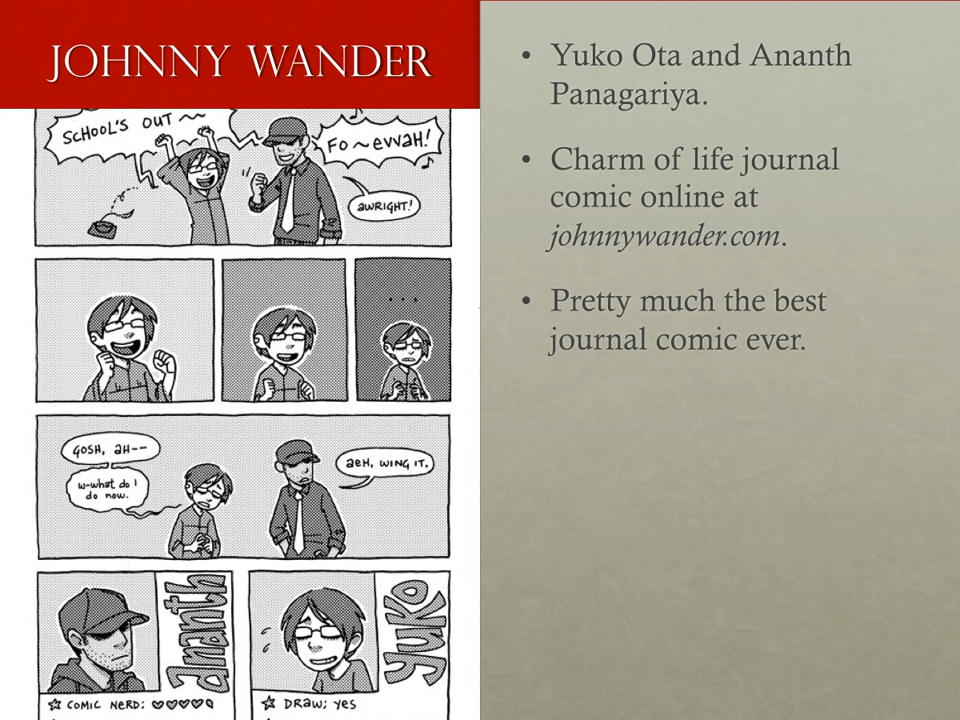 JOHNNY WANDER
SCHOOL'S OUT ~
FO~EVVAH!
AWRIGHT!
...
GOSH, AH--
W-WHAT DO I
DO NOW.
AEH, WING IT.
ananth
yuko
☆ COMIC NERD: ♡♡♡♡
☆ DRAW: YES
• Yuko Ota and Ananth
Panagariya.
• Charm of life journal
comic online at
johnnywander.com.
• Pretty much the best
journal comic ever.